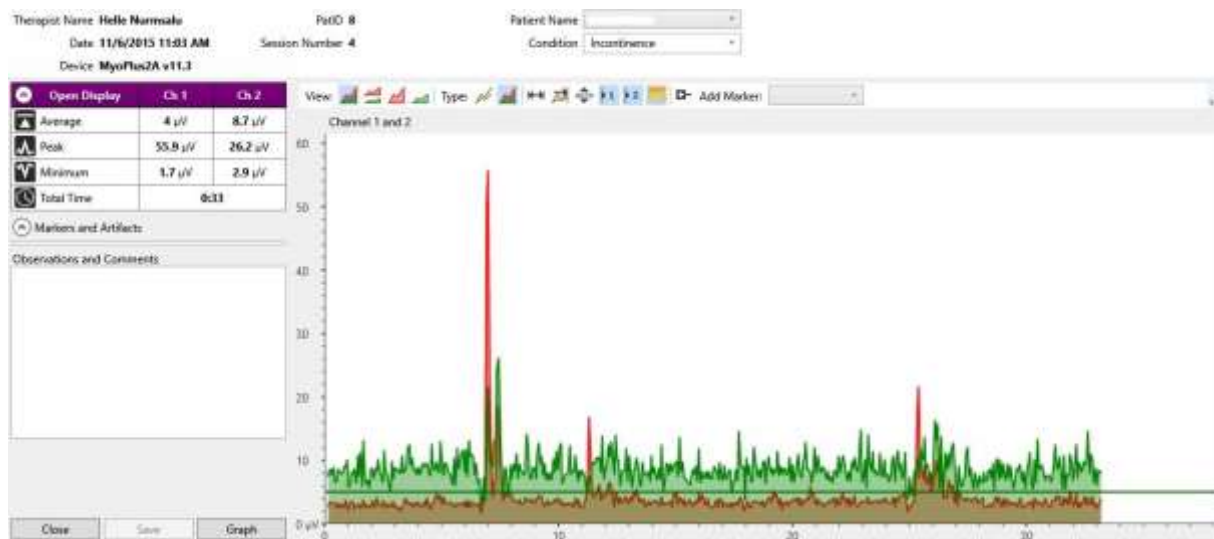 Therapist Name Helle Nurmsalu PatID 8 Patient Name
Date 11/6/2015 11:03 AM Session Number 4 Condition Incontinence
Device MyoPlus2A v11.3
Open Display Ch 1 Ch 2
View: Type: Add Marker:
Average 4 µV 8.7 µV
Channel 1 and 2
Peak 55.9 µV 26.2 µV
Minimum 1.7 µV 2.9 µV
Total Time 0:33
Markers and Artifacts
Observations and Comments
60
50
40
30
20
10
0 µV
0 10 20 30
Close Save Graph